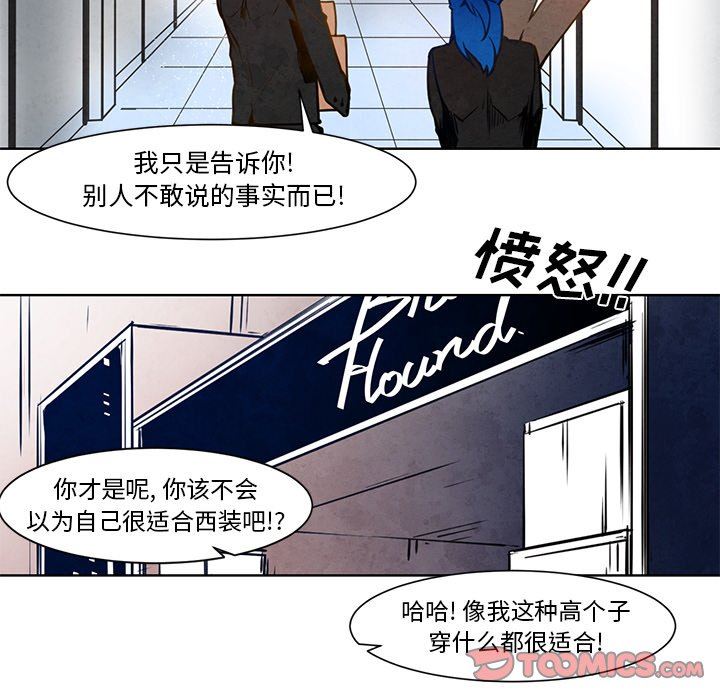 我只是告诉你!
别人不敢说的事实而已!
愤怒!!
Hound
你才是呢, 你该不会
以为自己很适合西装吧!?
哈哈! 像我这种高个子
穿什么都很适合!
TOOMICS.COM